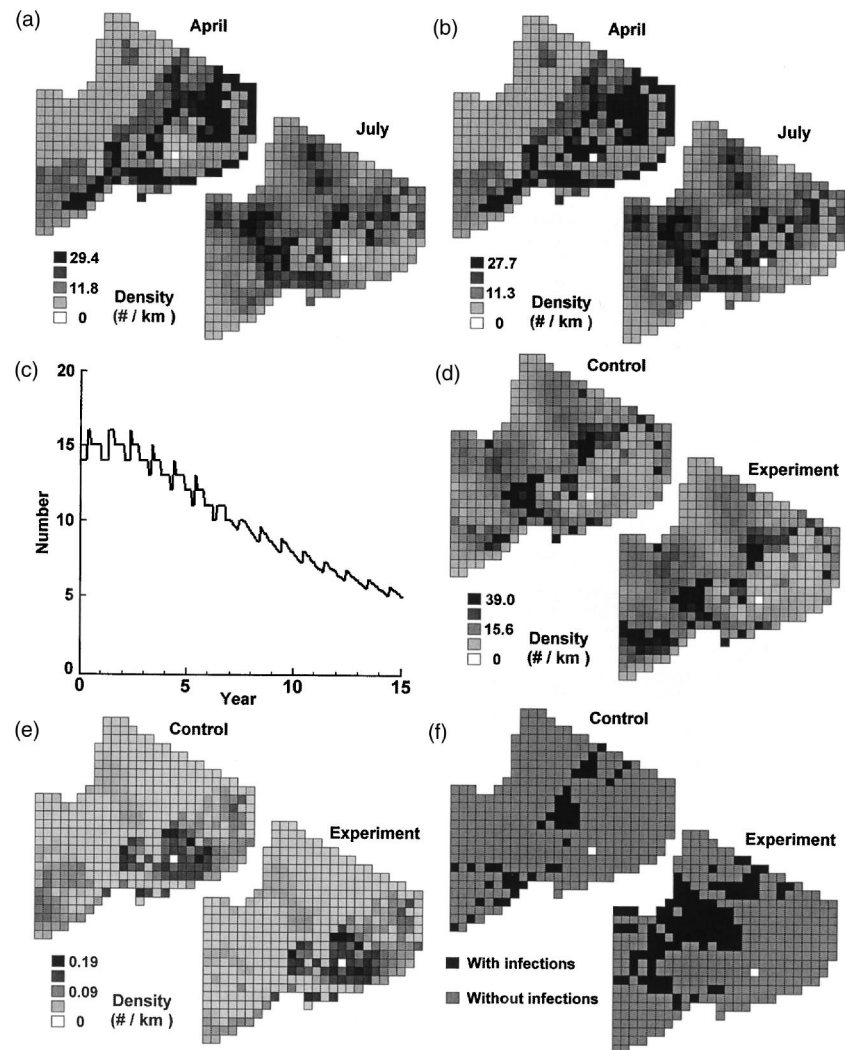 (a)
April
July
29.4
11.8
0
Density
(# / km )
(b)
April
July
27.7
11.3
0
Density
(# / km )
(c)
20
15
10
5
0
Number
0
5
10
15
Year
(d)
Control
Experiment
39.0
15.6
0
Density
(# / km )
(e)
Control
Experiment
0.19
0.09
0
Density
(# / km )
(f)
Control
Experiment
With infections
Without infections